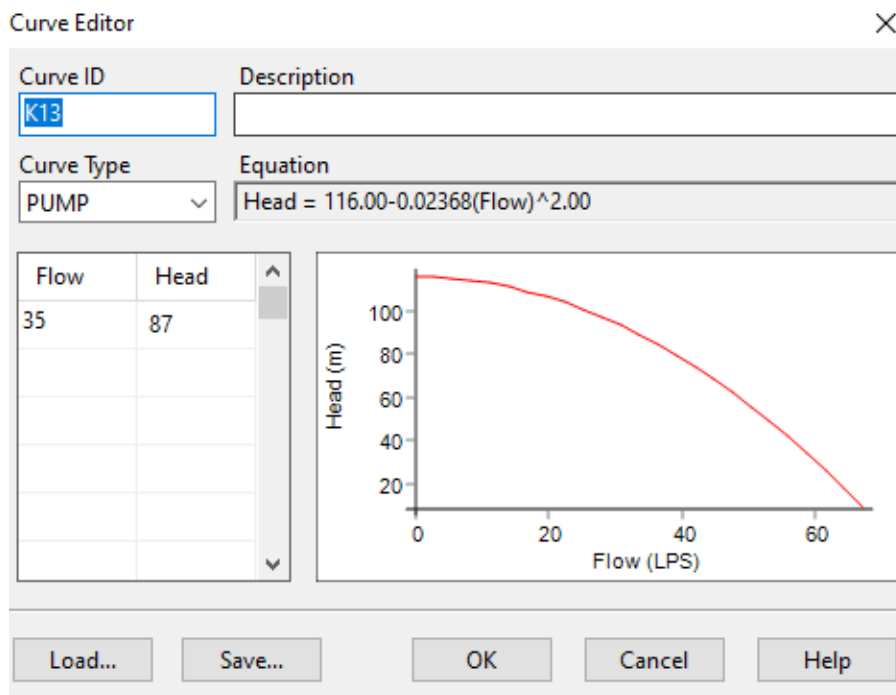 Curve Editor
Curve ID Description
K13
Curve Type Equation
PUMP Head = 116.00-0.02368(Flow)^2.00
Flow Head
35 87
Head (m)
100
80
60
40
20
0 20 40 60
Flow (LPS)
Load... Save... OK Cancel Help